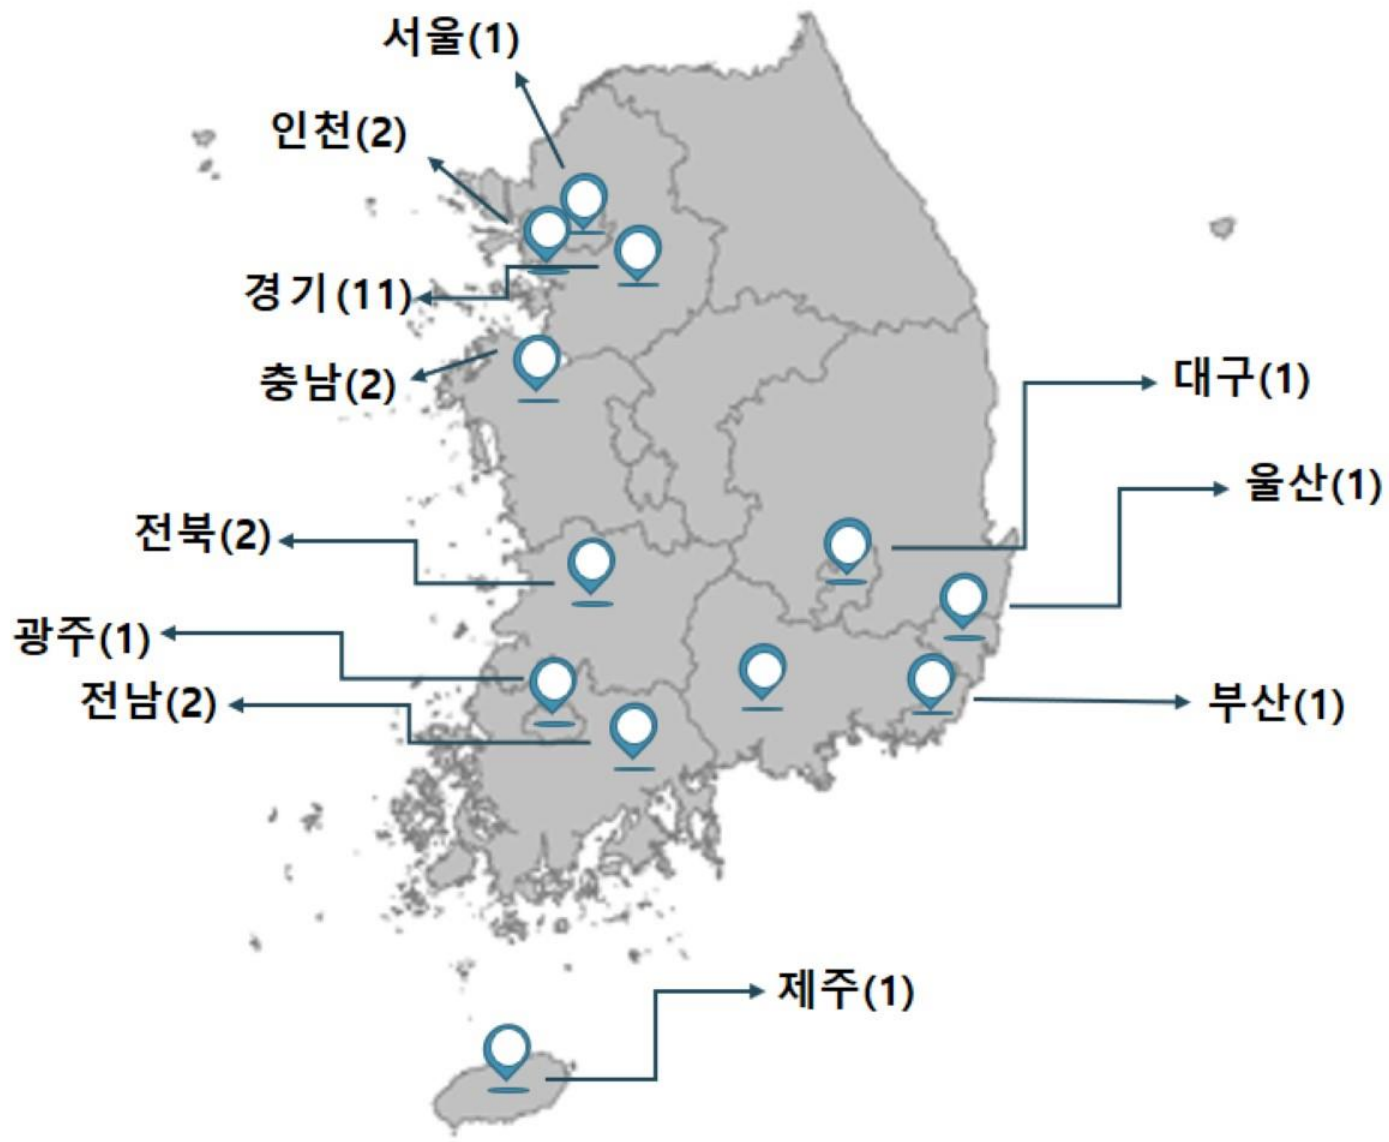 서울(1)
인천(2)
경기(11)
충남(2)
대구(1)
울산(1)
전북(2)
광주(1)
전남(2)
부산(1)
제주(1)